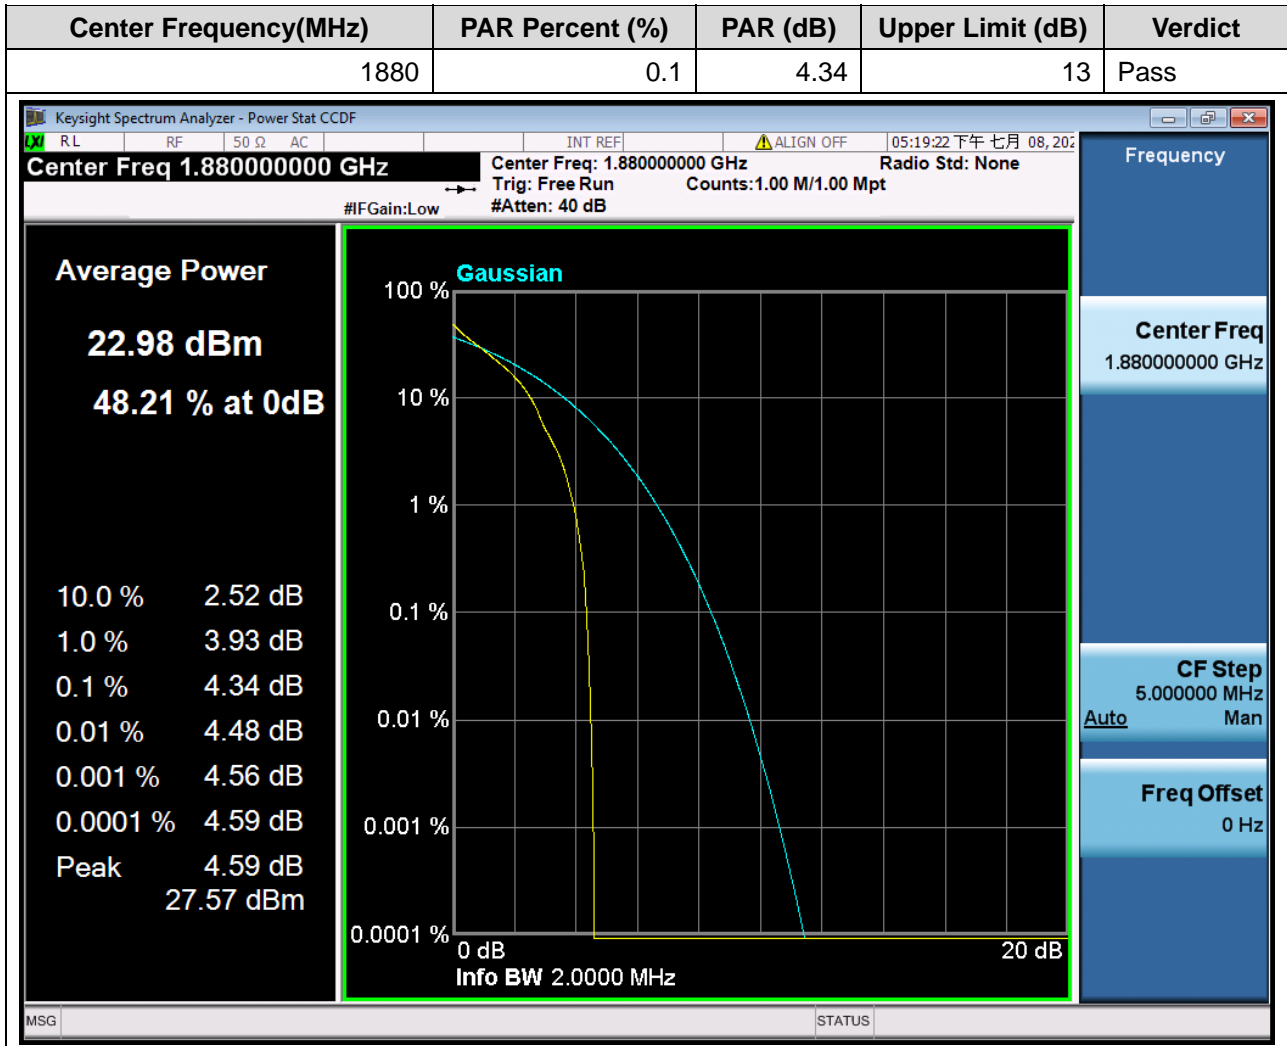 Center Frequency(MHz) PAR Percent (%) PAR (dB) Upper Limit (dB) Verdict
1880 0.1 4.34 13 Pass
Keysight Spectrum Analyzer - Power Stat CCDF
LXI RL RF 50 Ω AC INT REF ALIGN OFF 05:19:22 下午 七月 08, 202
Center Freq 1.880000000 GHz
#IFGain:Low
Center Freq: 1.880000000 GHz Radio Std: None
Trig: Free Run Counts:1.00 M/1.00 Mpt
#Atten: 40 dB
Average Power
22.98 dBm
48.21 % at 0dB
10.0 % 2.52 dB
1.0 % 3.93 dB
0.1 % 4.34 dB
0.01 % 4.48 dB
0.001 % 4.56 dB
0.0001 % 4.59 dB
Peak 4.59 dB
27.57 dBm
Gaussian
100 %
10 %
1 %
0.1 %
0.01 %
0.001 %
0.0001 %
0 dB 20 dB
Info BW 2.0000 MHz
Frequency
Center Freq
1.880000000 GHz
CF Step
5.000000 MHz
Auto Man
Freq Offset
0 Hz
MSG STATUS